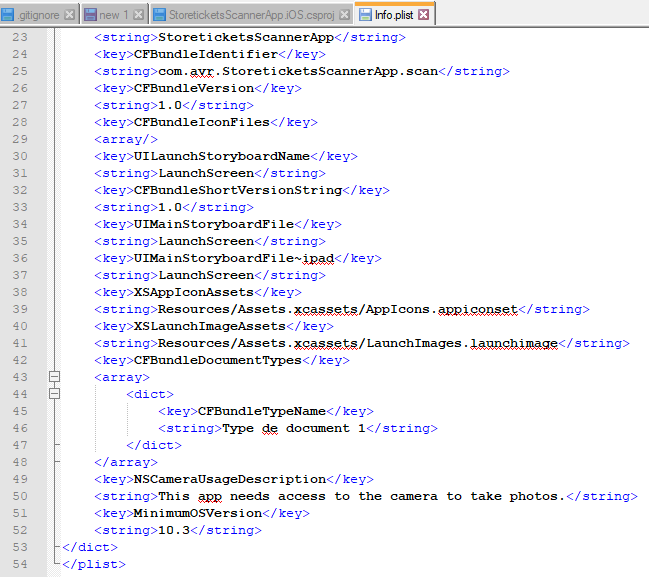 .gitignore new 1 StoreticketsScannerApp.iOS.csproj Info.plist
23 <string>StoreticketsScannerApp</string>
24 <key>CFBundleIdentifier</key>
25 <string>com.ayr.StoreticketsScannerApp.scan</string>
26 <key>CFBundleVersion</key>
27 <string>1.0</string>
28 <key>CFBundleIconFiles</key>
29 <array/>
30 <key>UILaunchStoryboardName</key>
31 <string>LaunchScreen</string>
32 <key>CFBundleShortVersionString</key>
33 <string>1.0</string>
34 <key>UIMainStoryboardFile</key>
35 <string>LaunchScreen</string>
36 <key>UIMainStoryboardFile~ipad</key>
37 <string>LaunchScreen</string>
38 <key>XSAppIconAssets</key>
39 <string>Resources/Assets.xcassets/AppIcons.appiconset</string>
40 <key>XSLaunchImageAssets</key>
41 <string>Resources/Assets.xcassets/LaunchImages.launchimage</string>
42 <key>CFBundleDocumentTypes</key>
43 <array>
44 <dict>
45 <key>CFBundleTypeName</key>
46 <string>Type de document 1</string>
47 </dict>
48 </array>
49 <key>NSCameraUsageDescription</key>
50 <string>This app needs access to the camera to take photos.</string>
51 <key>MinimumOSVersion</key>
52 <string>10.3</string>
53 </dict>
54 </plist>